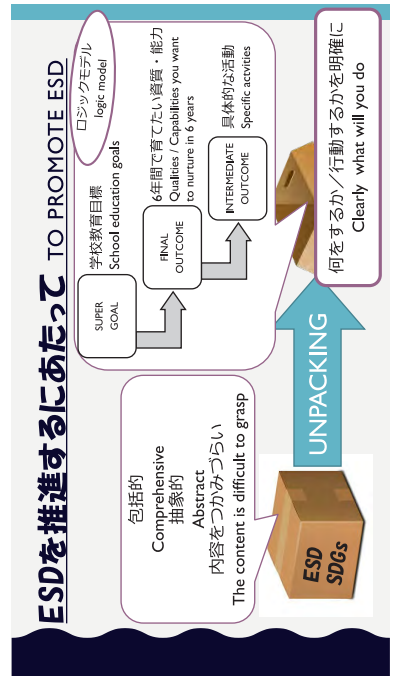 ESDを推進するにあたって TO PROMOTE ESD
包括的
Comprehensive
抽象的
Abstract
内容をつかみづらい
The content is difficult to grasp
ESD
SDGs
UNPACKING
ロジックモデル
logic model
SUPER
GOAL
学校教育目標
School education goals
FINAL
OUTCOME
6年間で育てたい資質・能力
Qualities / Capabilities you want
to nurture in 6 years
INTERMEDIATE
OUTCOME
具体的な活動
Specific actvities
何をするか／行動するかを明確に
Clearly what will you do